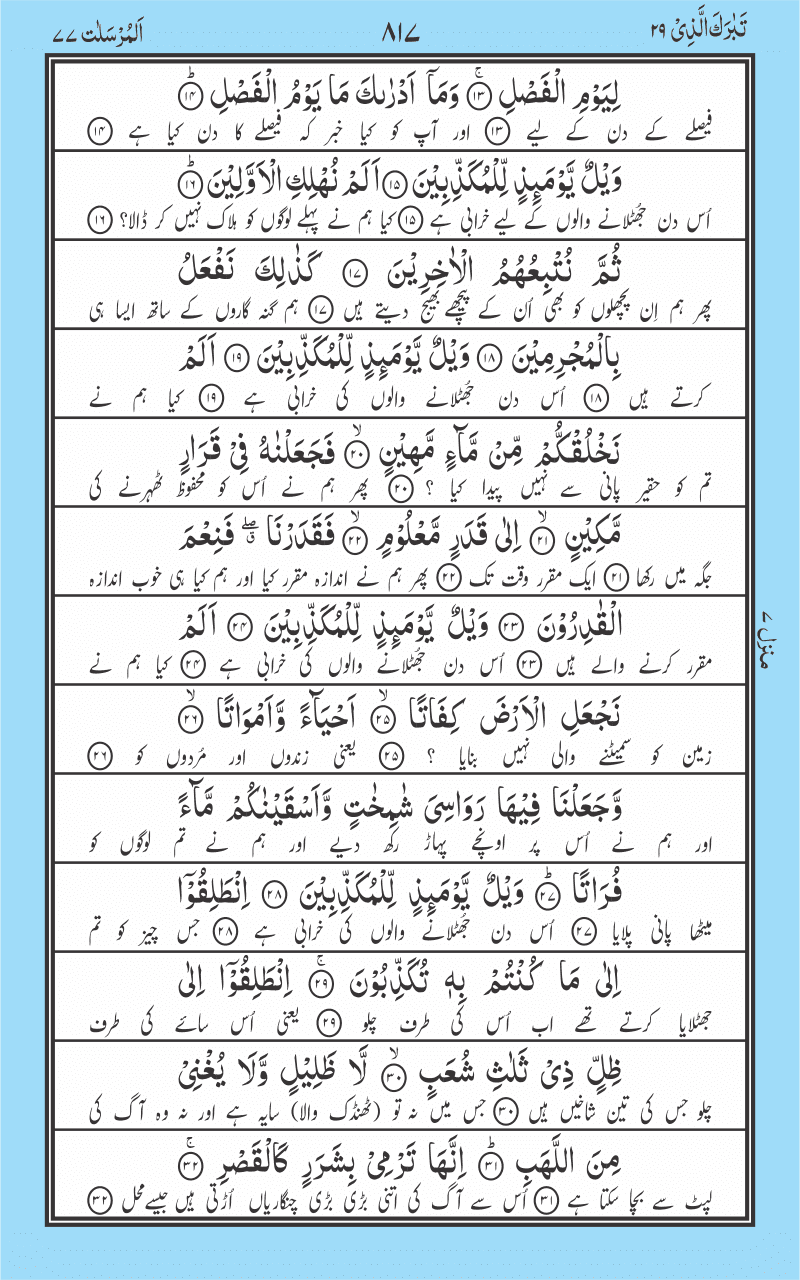 تَبٰرَكَ الَّذِىْ ۲۹
۸۱۷
اَلْمُرْسَلٰت ۷۷
لِيَوْمِ الْفَصْلِ ۚ﴿۱۳﴾ وَمَاۤ اَدْرٰىكَ مَا يَوْمُ الْفَصْلِ ؕ﴿۱۴﴾
فیصلے کے دن کے لیے ﴿۱۳﴾ اور آپ کو کیا خبر کہ فیصلے کا دن کیا ہے ﴿۱۴﴾
وَيْلٌ يَّوْمَىِٕذٍ لِّلْمُكَذِّبِيْنَ ﴿۱۵﴾ اَلَمْ نُهْلِكِ الْاَوَّلِيْنَ ؕ﴿۱۶﴾
اُس دن جھُٹلانے والوں کے لیے خرابی ہے ﴿۱۵﴾ کیا ہم نے پہلے لوگوں کو ہلاک نہیں کر ڈالا؟ ﴿۱۶﴾
ثُمَّ نُتْبِعُهُمُ الْاٰخِرِيْنَ ﴿۱۷﴾ كَذٰلِكَ نَفْعَلُ
پھر ہم اِن پچھلوں کو بھی اُن کے پیچھے بھیج دیتے ہیں ﴿۱۷﴾ ہم گنہ گاروں کے ساتھ ایسا ہی
بِالْمُجْرِمِيْنَ ﴿۱۸﴾ وَيْلٌ يَّوْمَىِٕذٍ لِّلْمُكَذِّبِيْنَ ﴿۱۹﴾ اَلَمْ
کرتے ہیں ﴿۱۸﴾ اُس دن جھُٹلانے والوں کی خرابی ہے ﴿۱۹﴾ کیا ہم نے
نَخْلُقْكُّمْ مِّنْ مَّآءٍ مَّهِيْنٍ ۙ﴿۲۰﴾ فَجَعَلْنٰهُ فِىْ قَرَارٍ
تم کو حقیر پانی سے نہیں پیدا کیا ؟ ﴿۲۰﴾ پھر ہم نے اُس کو محفوظ ٹھہرنے کی
مَّكِيْنٍ ۙ﴿۲۱﴾ اِلٰى قَدَرٍ مَّعْلُوْمٍ ۙ﴿۲۲﴾ فَقَدَرْنَا ۖق فَنِعْمَ
جگہ میں رکھا ﴿۲۱﴾ ایک مقرر وقت تک ﴿۲۲﴾ پھر ہم نے اندازہ مقرر کیا اور ہم کیا ہی خوب اندازہ
الْقٰدِرُوْنَ ﴿۲۳﴾ وَيْلٌ يَّوْمَىِٕذٍ لِّلْمُكَذِّبِيْنَ ﴿۲۴﴾ اَلَمْ
مقرر کرنے والے ہیں ﴿۲۳﴾ اُس دن جھُٹلانے والوں کی خرابی ہے ﴿۲۴﴾ کیا ہم نے
نَجْعَلِ الْاَرْضَ كِفَاتًا ۙ﴿۲۵﴾ اَحْيَآءً وَّاَمْوَاتًا ۙ﴿۲۶﴾
زمین کو سمیٹنے والی نہیں بنایا ؟ ﴿۲۵﴾ یعنی زندوں اور مُردوں کو ﴿۲۶﴾
وَّجَعَلْنَا فِيْهَا رَوَاسِىَ شٰمِخٰتٍ وَّاَسْقَيْنٰكُمْ مَّآءً
اور ہم نے اُس پر اونچے پہاڑ رکھ دیے اور ہم نے تم لوگوں کو
فُرَاتًا ؕ﴿۲۷﴾ وَيْلٌ يَّوْمَىِٕذٍ لِّلْمُكَذِّبِيْنَ ﴿۲۸﴾ اِنْطَلِقُوْۤا
میٹھا پانی پلایا ﴿۲۷﴾ اُس دن جھُٹلانے والوں کی خرابی ہے ﴿۲۸﴾ جس چیز کو تم
اِلٰى مَا كُنْتُمْ بِهٖ تُكَذِّبُوْنَ ۚ﴿۲۹﴾ اِنْطَلِقُوْۤا اِلٰى
جھٹلایا کرتے تھے اب اُس کی طرف چلو ﴿۲۹﴾ یعنی اُس سائے کی طرف
ظِلٍّ ذِىْ ثَلٰثِ شُعَبٍ ۙ﴿۳۰﴾ لَّا ظَلِيْلٍ وَّلَا يُغْنِىْ
چلو جس کی تین شاخیں ہیں ﴿۳۰﴾ جس میں نہ تو (ٹھنڈک والا) سایہ ہے اور نہ وہ آگ کی
مِنَ اللَّهَبِ ؕ﴿۳۱﴾ اِنَّهَا تَرْمِىْ بِشَرَرٍ كَالْقَصْرِ ۚ﴿۳۲﴾
لپٹ سے بچا سکتا ہے ﴿۳۱﴾ اُس سے آگ کی اتنی بڑی بڑی چنگاریاں اُڑتی ہیں جیسے محل ﴿۳۲﴾
منزل ۷